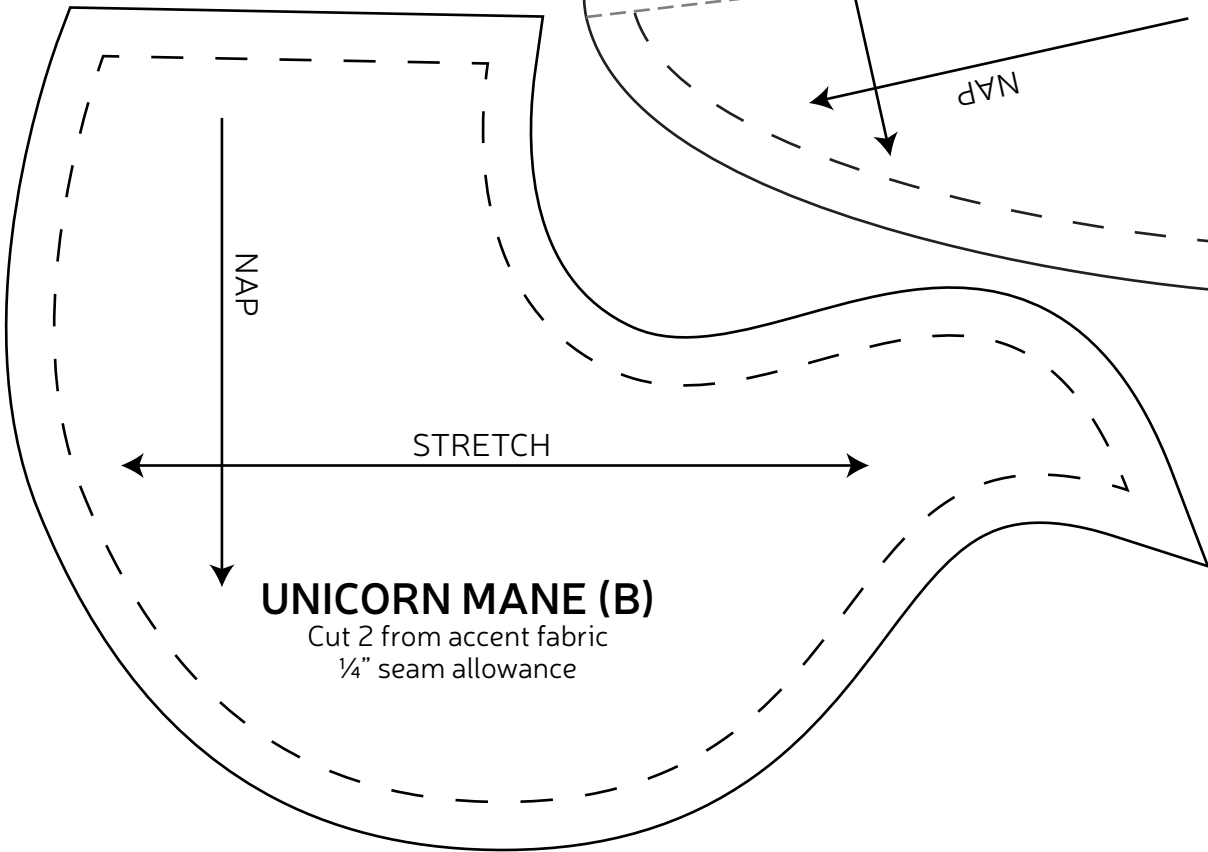 NAP
NAP
STRETCH
UNICORN MANE (B)
Cut 2 from accent fabric
¼” seam allowance